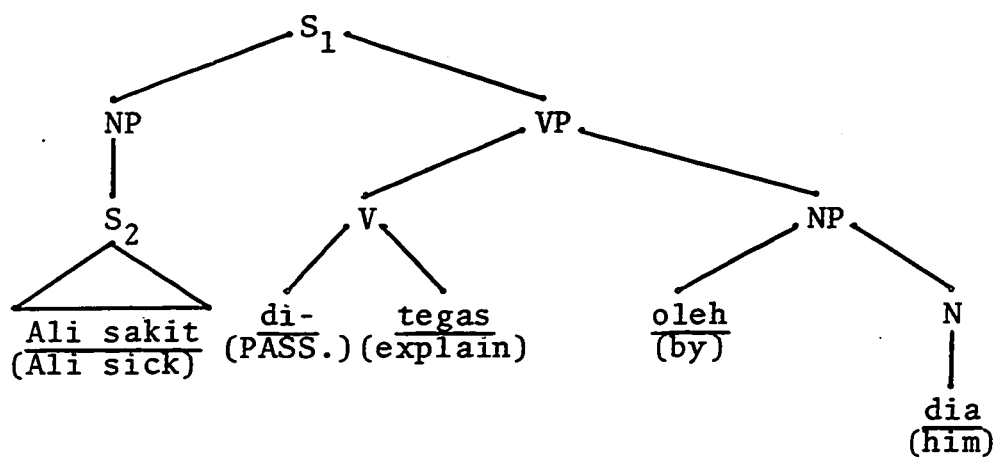 S₁
NP VP
S₂ V NP
Ali sakit di- tegas oleh N
(Ali sick) (PASS.) (explain) (by)
dia
(him)